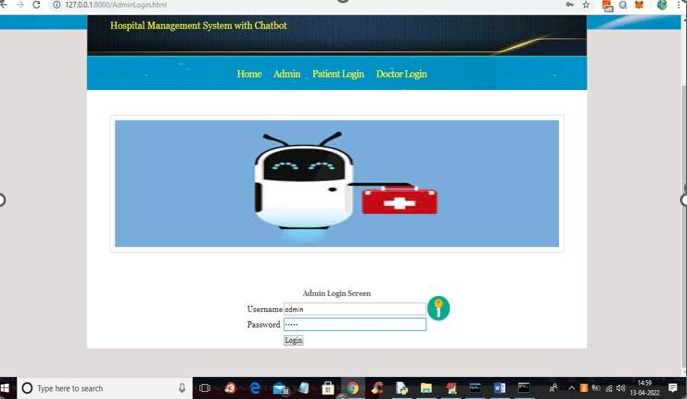 127.0.0.1:8000/AdminLogin.html
Hospital Management System with Chatbot
Home Admin Patient Login Doctor Login
Admin Login Screen
Username admin
Password •••••
Login
Type here to search
14:59
13-04-2022